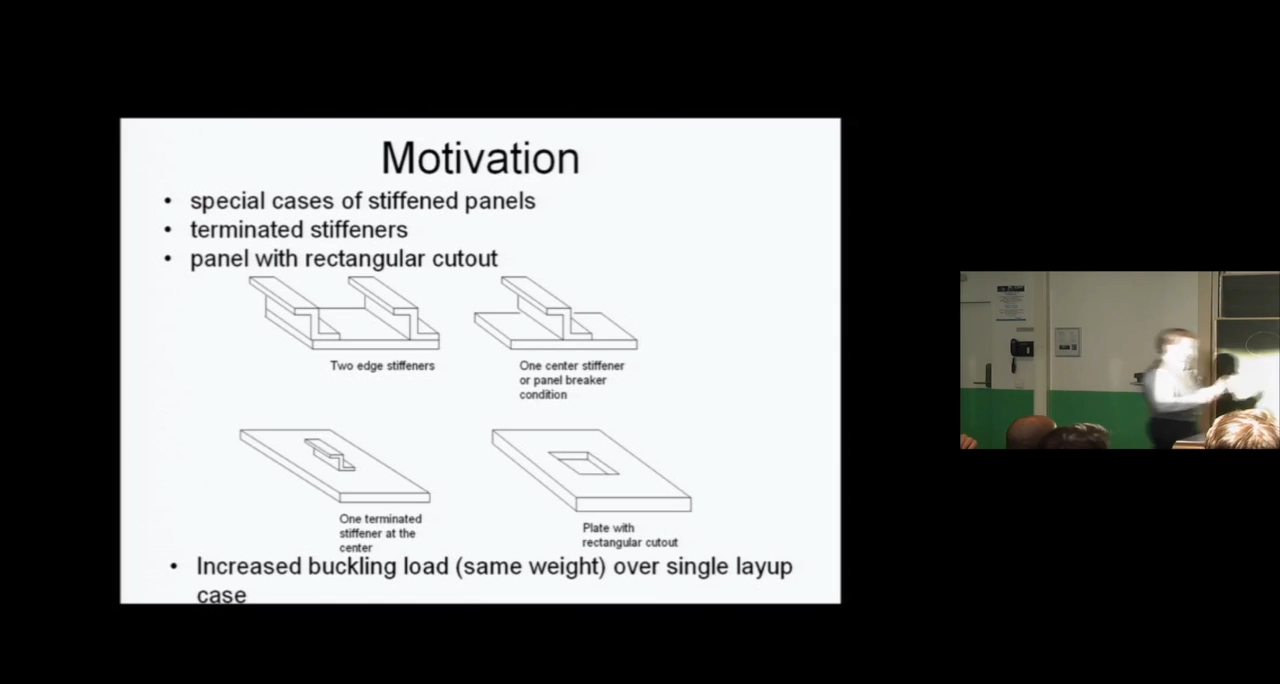 Motivation
• special cases of stiffened panels
• terminated stiffeners
• panel with rectangular cutout
Two edge stiffeners
One center stiffener
or panel breaker
condition
One terminated
stiffener at the
center
Plate with
rectangular cutout
• Increased buckling load (same weight) over single layup
case